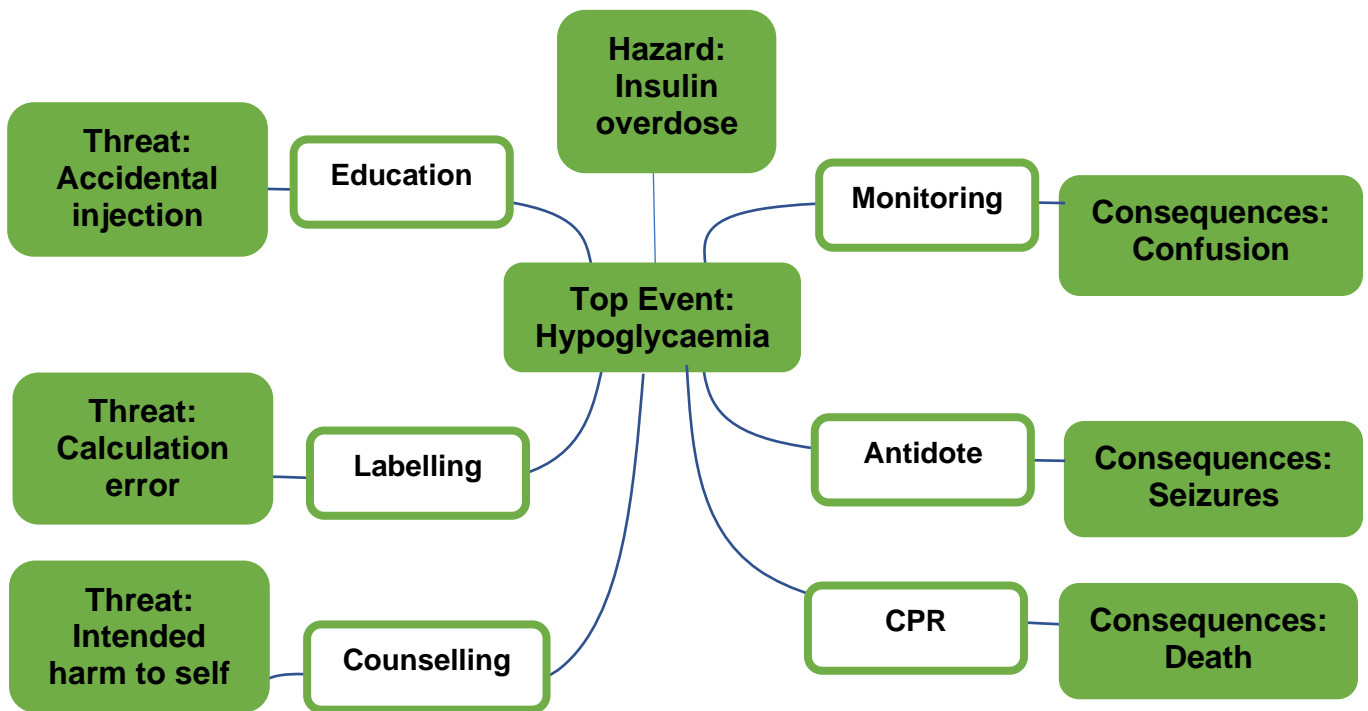 Hazard:
Insulin
overdose
Threat:
Accidental
injection
Education
Monitoring
Consequences:
Confusion
Top Event:
Hypoglycaemia
Threat:
Calculation
error
Labelling
Antidote
Consequences:
Seizures
Threat:
Intended
harm to self
Counselling
CPR
Consequences:
Death